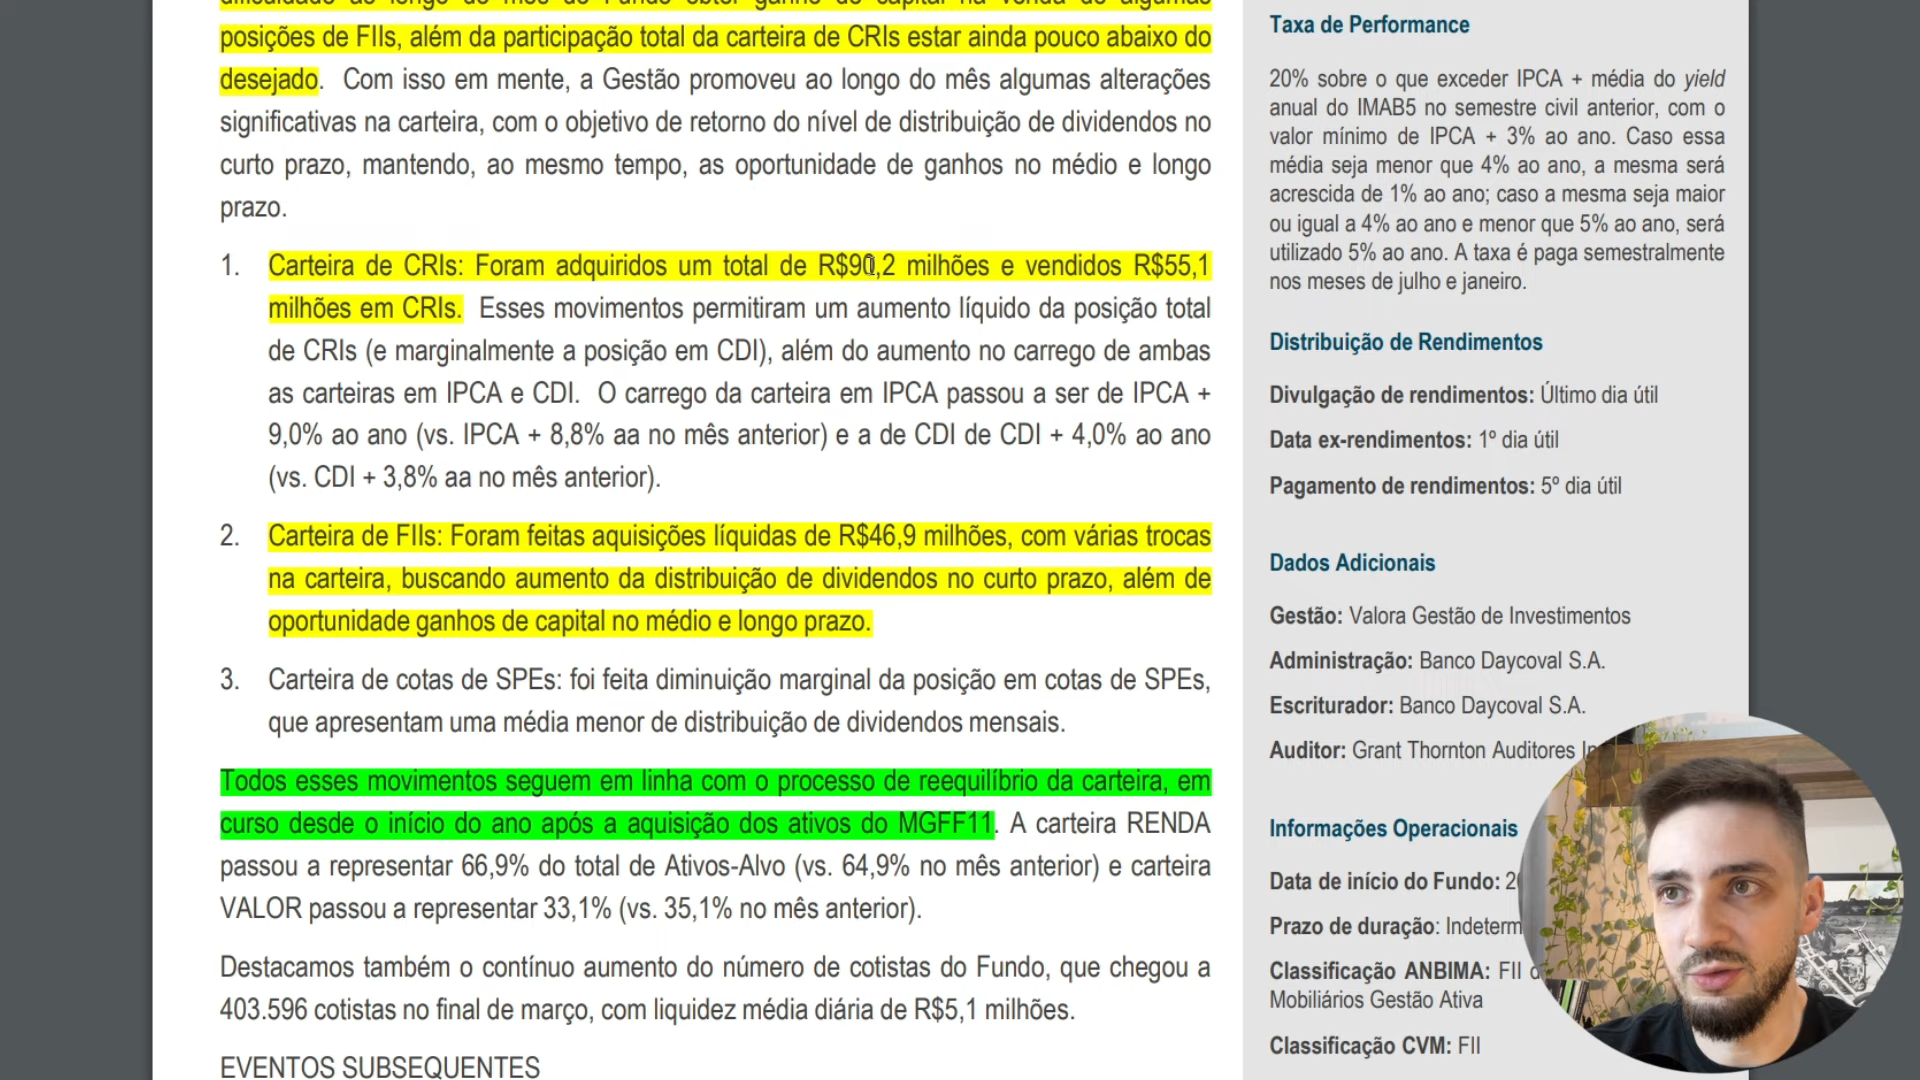 posições de FIIs, além da participação total da carteira de CRIs estar ainda pouco abaixo do
desejado. Com isso em mente, a Gestão promoveu ao longo do mês algumas alterações
significativas na carteira, com o objetivo de retorno do nível de distribuição de dividendos no
curto prazo, mantendo, ao mesmo tempo, as oportunidade de ganhos no médio e longo
prazo.
1. Carteira de CRIs: Foram adquiridos um total de R$90,2 milhões e vendidos R$55,1
milhões em CRIs. Esses movimentos permitiram um aumento líquido da posição total
de CRIs (e marginalmente a posição em CDI), além do aumento no carrego de ambas
as carteiras em IPCA e CDI. O carrego da carteira em IPCA passou a ser de IPCA +
9,0% ao ano (vs. IPCA + 8,8% aa no mês anterior) e a de CDI de CDI + 4,0% ao ano
(vs. CDI + 3,8% aa no mês anterior).
2. Carteira de FIIs: Foram feitas aquisições líquidas de R$46,9 milhões, com várias trocas
na carteira, buscando aumento da distribuição de dividendos no curto prazo, além de
oportunidade ganhos de capital no médio e longo prazo.
3. Carteira de cotas de SPEs: foi feita diminuição marginal da posição em cotas de SPEs,
que apresentam uma média menor de distribuição de dividendos mensais.
Todos esses movimentos seguem em linha com o processo de reequilíbrio da carteira, em
curso desde o início do ano após a aquisição dos ativos do MGFF11. A carteira RENDA
passou a representar 66,9% do total de Ativos-Alvo (vs. 64,9% no mês anterior) e carteira
VALOR passou a representar 33,1% (vs. 35,1% no mês anterior).
Destacamos também o contínuo aumento do número de cotistas do Fundo, que chegou a
403.596 cotistas no final de março, com liquidez média diária de R$5,1 milhões.
EVENTOS SUBSEQUENTES
Taxa de Performance
20% sobre o que exceder IPCA + média do yield
anual do IMAB5 no semestre civil anterior, com o
valor mínimo de IPCA + 3% ao ano. Caso essa
média seja menor que 4% ao ano, a mesma será
acrescida de 1% ao ano; caso a mesma seja maior
ou igual a 4% ao ano e menor que 5% ao ano, será
utilizado 5% ao ano. A taxa é paga semestralmente
nos meses de julho e janeiro.
Distribuição de Rendimentos
Divulgação de rendimentos: Último dia útil
Data ex-rendimentos: 1º dia útil
Pagamento de rendimentos: 5º dia útil
Dados Adicionais
Gestão: Valora Gestão de Investimentos
Administração: Banco Daycoval S.A.
Escriturador: Banco Daycoval S.A.
Auditor: Grant Thornton Auditores
Informações Operacionais
Data de início do Fundo:
Prazo de duração:
Classificação ANBIMA: FII
Mobiliários Gestão Ativa
Classificação CVM: FII